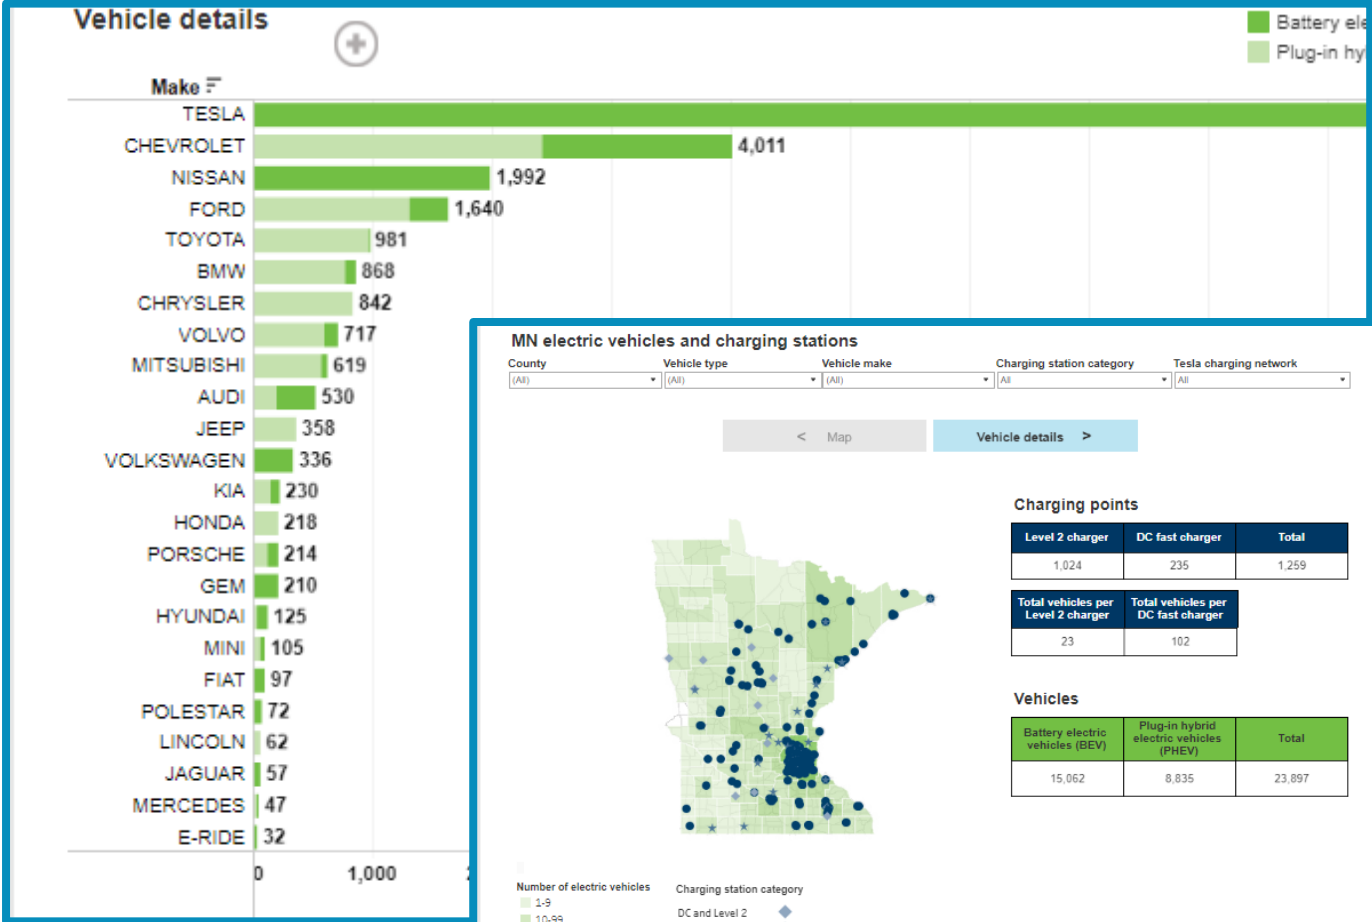 Vehicle details
Battery ele
Plug-in hy
Make
TESLA
CHEVROLET 4,011
NISSAN 1,992
FORD 1,640
TOYOTA 981
BMW 868
CHRYSLER 842
VOLVO 717
MITSUBISHI 619
AUDI 530
JEEP 358
VOLKSWAGEN 336
KIA 230
HONDA 218
PORSCHE 214
GEM 210
HYUNDAI 125
MINI 105
FIAT 97
POLESTAR 72
LINCOLN 62
JAGUAR 57
MERCEDES 47
E-RIDE 32
0 1,000
MN electric vehicles and charging stations
County Vehicle type Vehicle make Charging station category Tesla charging network
(All) (All) (All) All All
< Map Vehicle details >
Charging points
Level 2 charger DC fast charger Total
1,024 235 1,259
Total vehicles per Level 2 charger Total vehicles per DC fast charger
23 102
Vehicles
Battery electric vehicles (BEV) Plug-in hybrid electric vehicles (PHEV) Total
15,062 8,835 23,897
Number of electric vehicles Charging station category
1-9
10-99 DC and Level 2